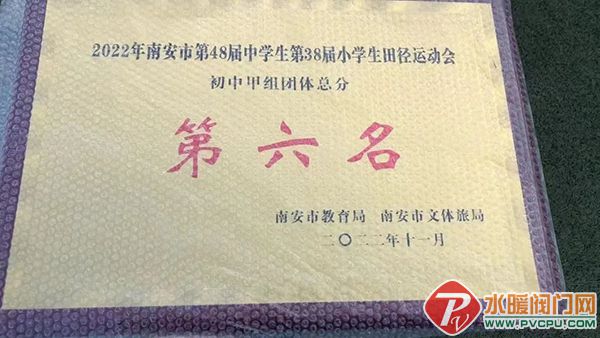 2022年南安市第48届中学生第38届小学生田径运动会
初中甲组团体总分
第六名
南安市教育局 南安市文体旅局
二〇二二年十一月
PV
水暖阀门网
WWW.PVCPU.COM